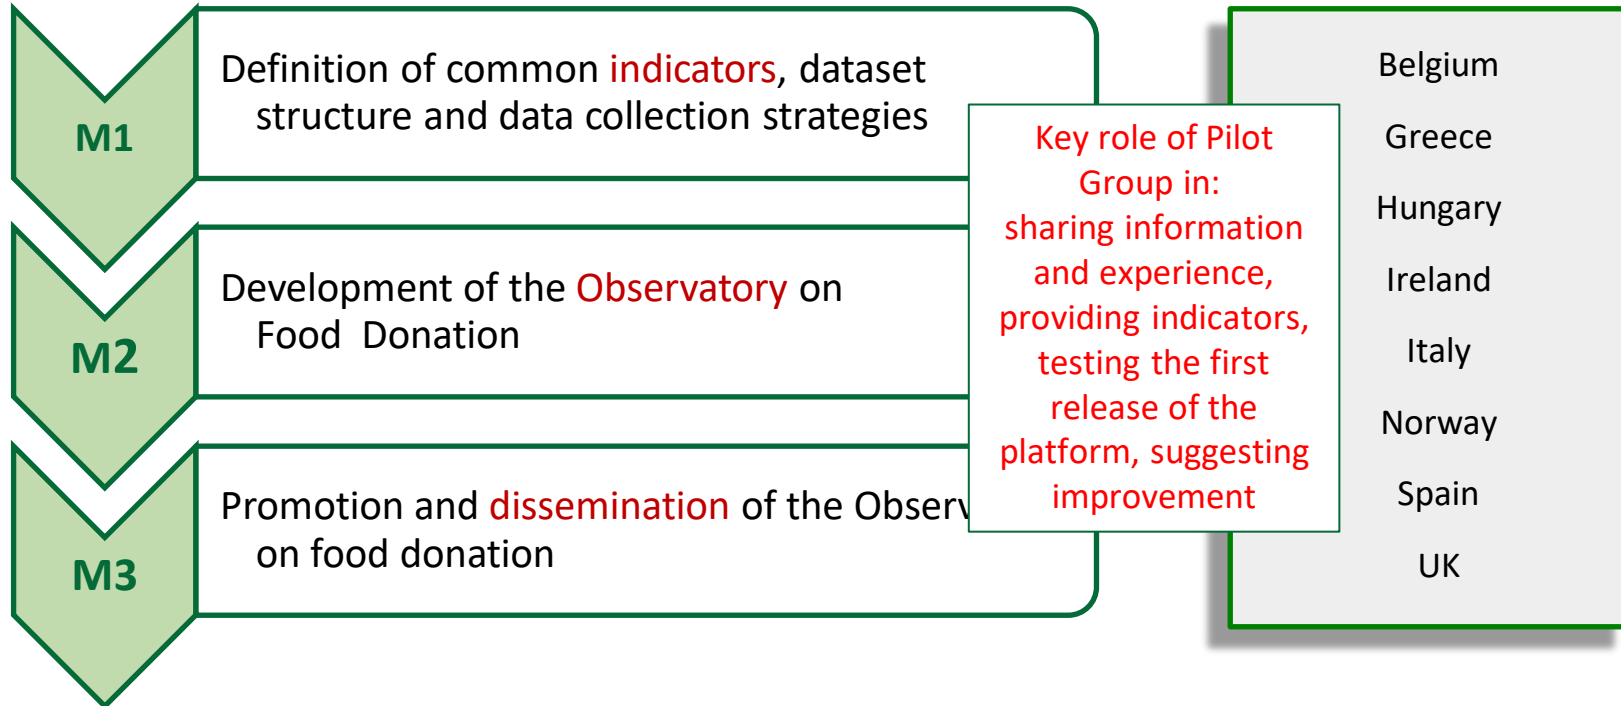 M1
Definition of common indicators, dataset
structure and data collection strategies
M2
Development of the Observatory on
Food Donation
M3
Promotion and dissemination of the
on food donation
Key role of Pilot
Group in:
sharing information
and experience,
providing indicators,
testing the first
release of the
platform, suggesting
improvement
Belgium
Greece
Hungary
Ireland
Italy
Norway
Spain
UK